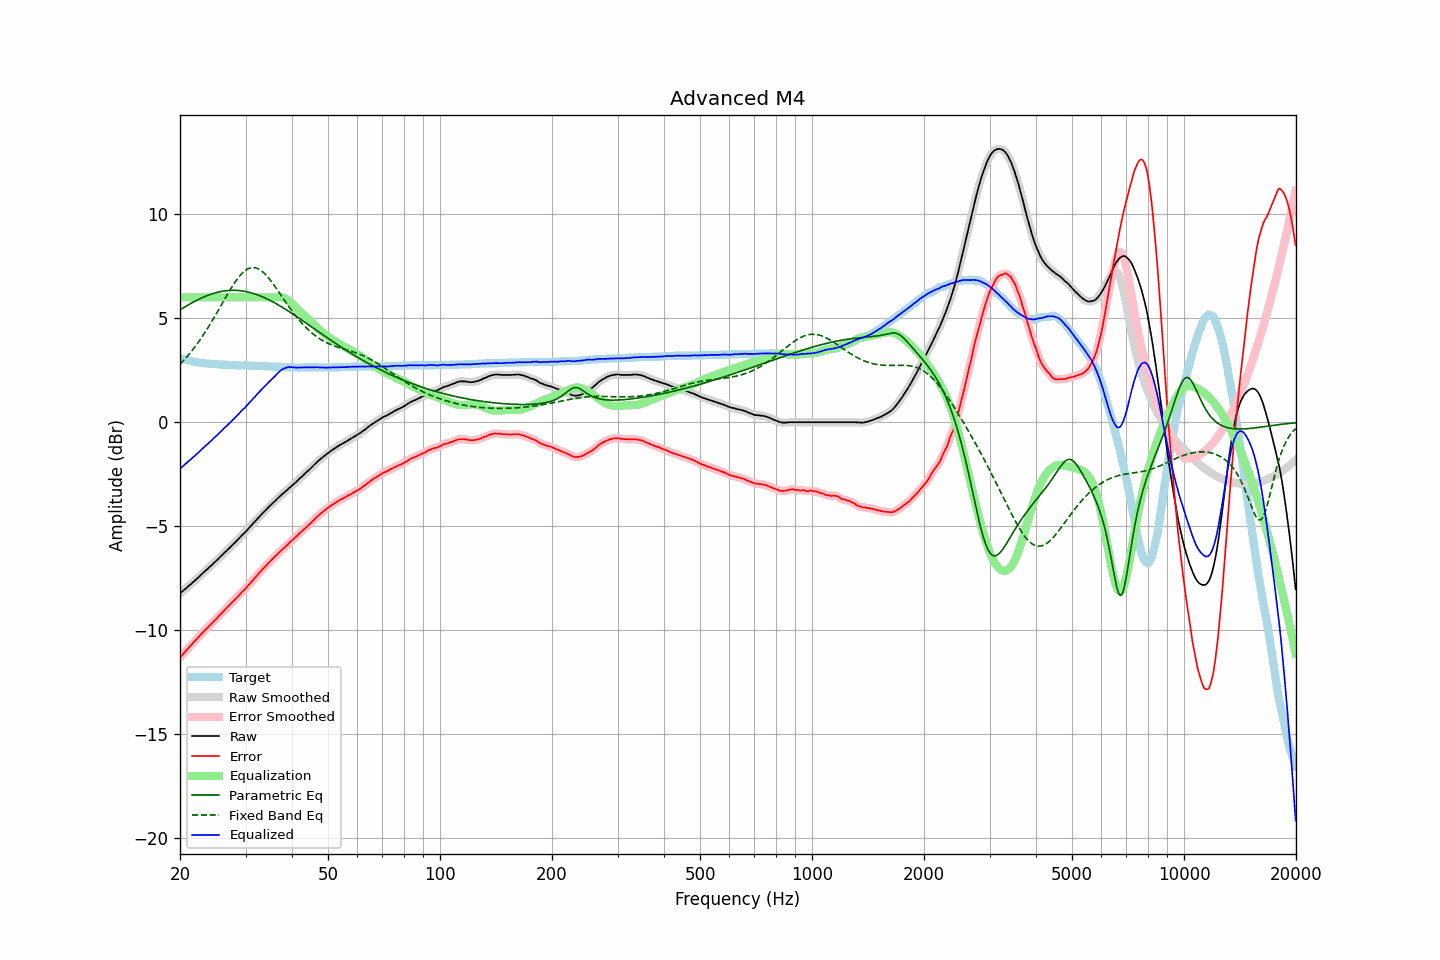 Advanced M4
Amplitude (dBr)
10
5
0
−5
−10
−15
−20
Target
Raw Smoothed
Error Smoothed
Raw
Error
Equalization
Parametric Eq
Fixed Band Eq
Equalized
20 50 100 200 500 1000 2000 5000 10000 20000
Frequency (Hz)